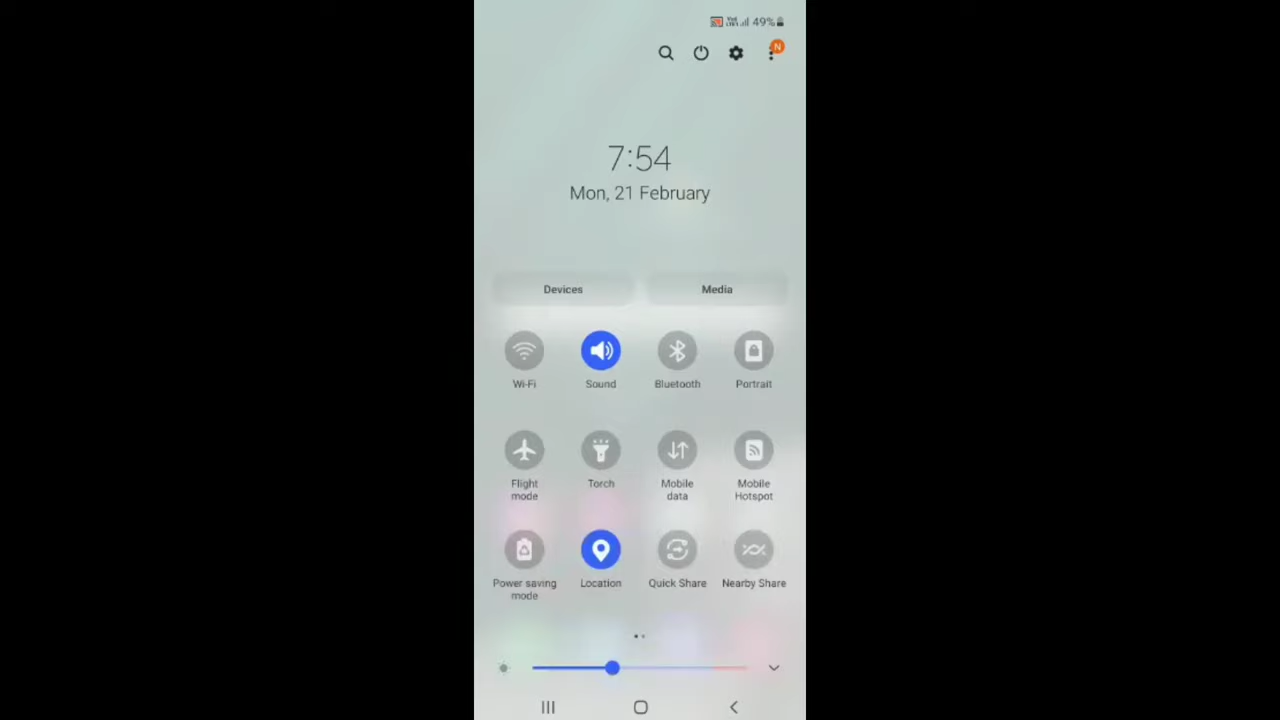 49%
N
7:54
Mon, 21 February
Devices Media
Wi-Fi Sound Bluetooth Portrait
Flight mode Torch Mobile data Mobile Hotspot
Power saving mode Location Quick Share Nearby Share